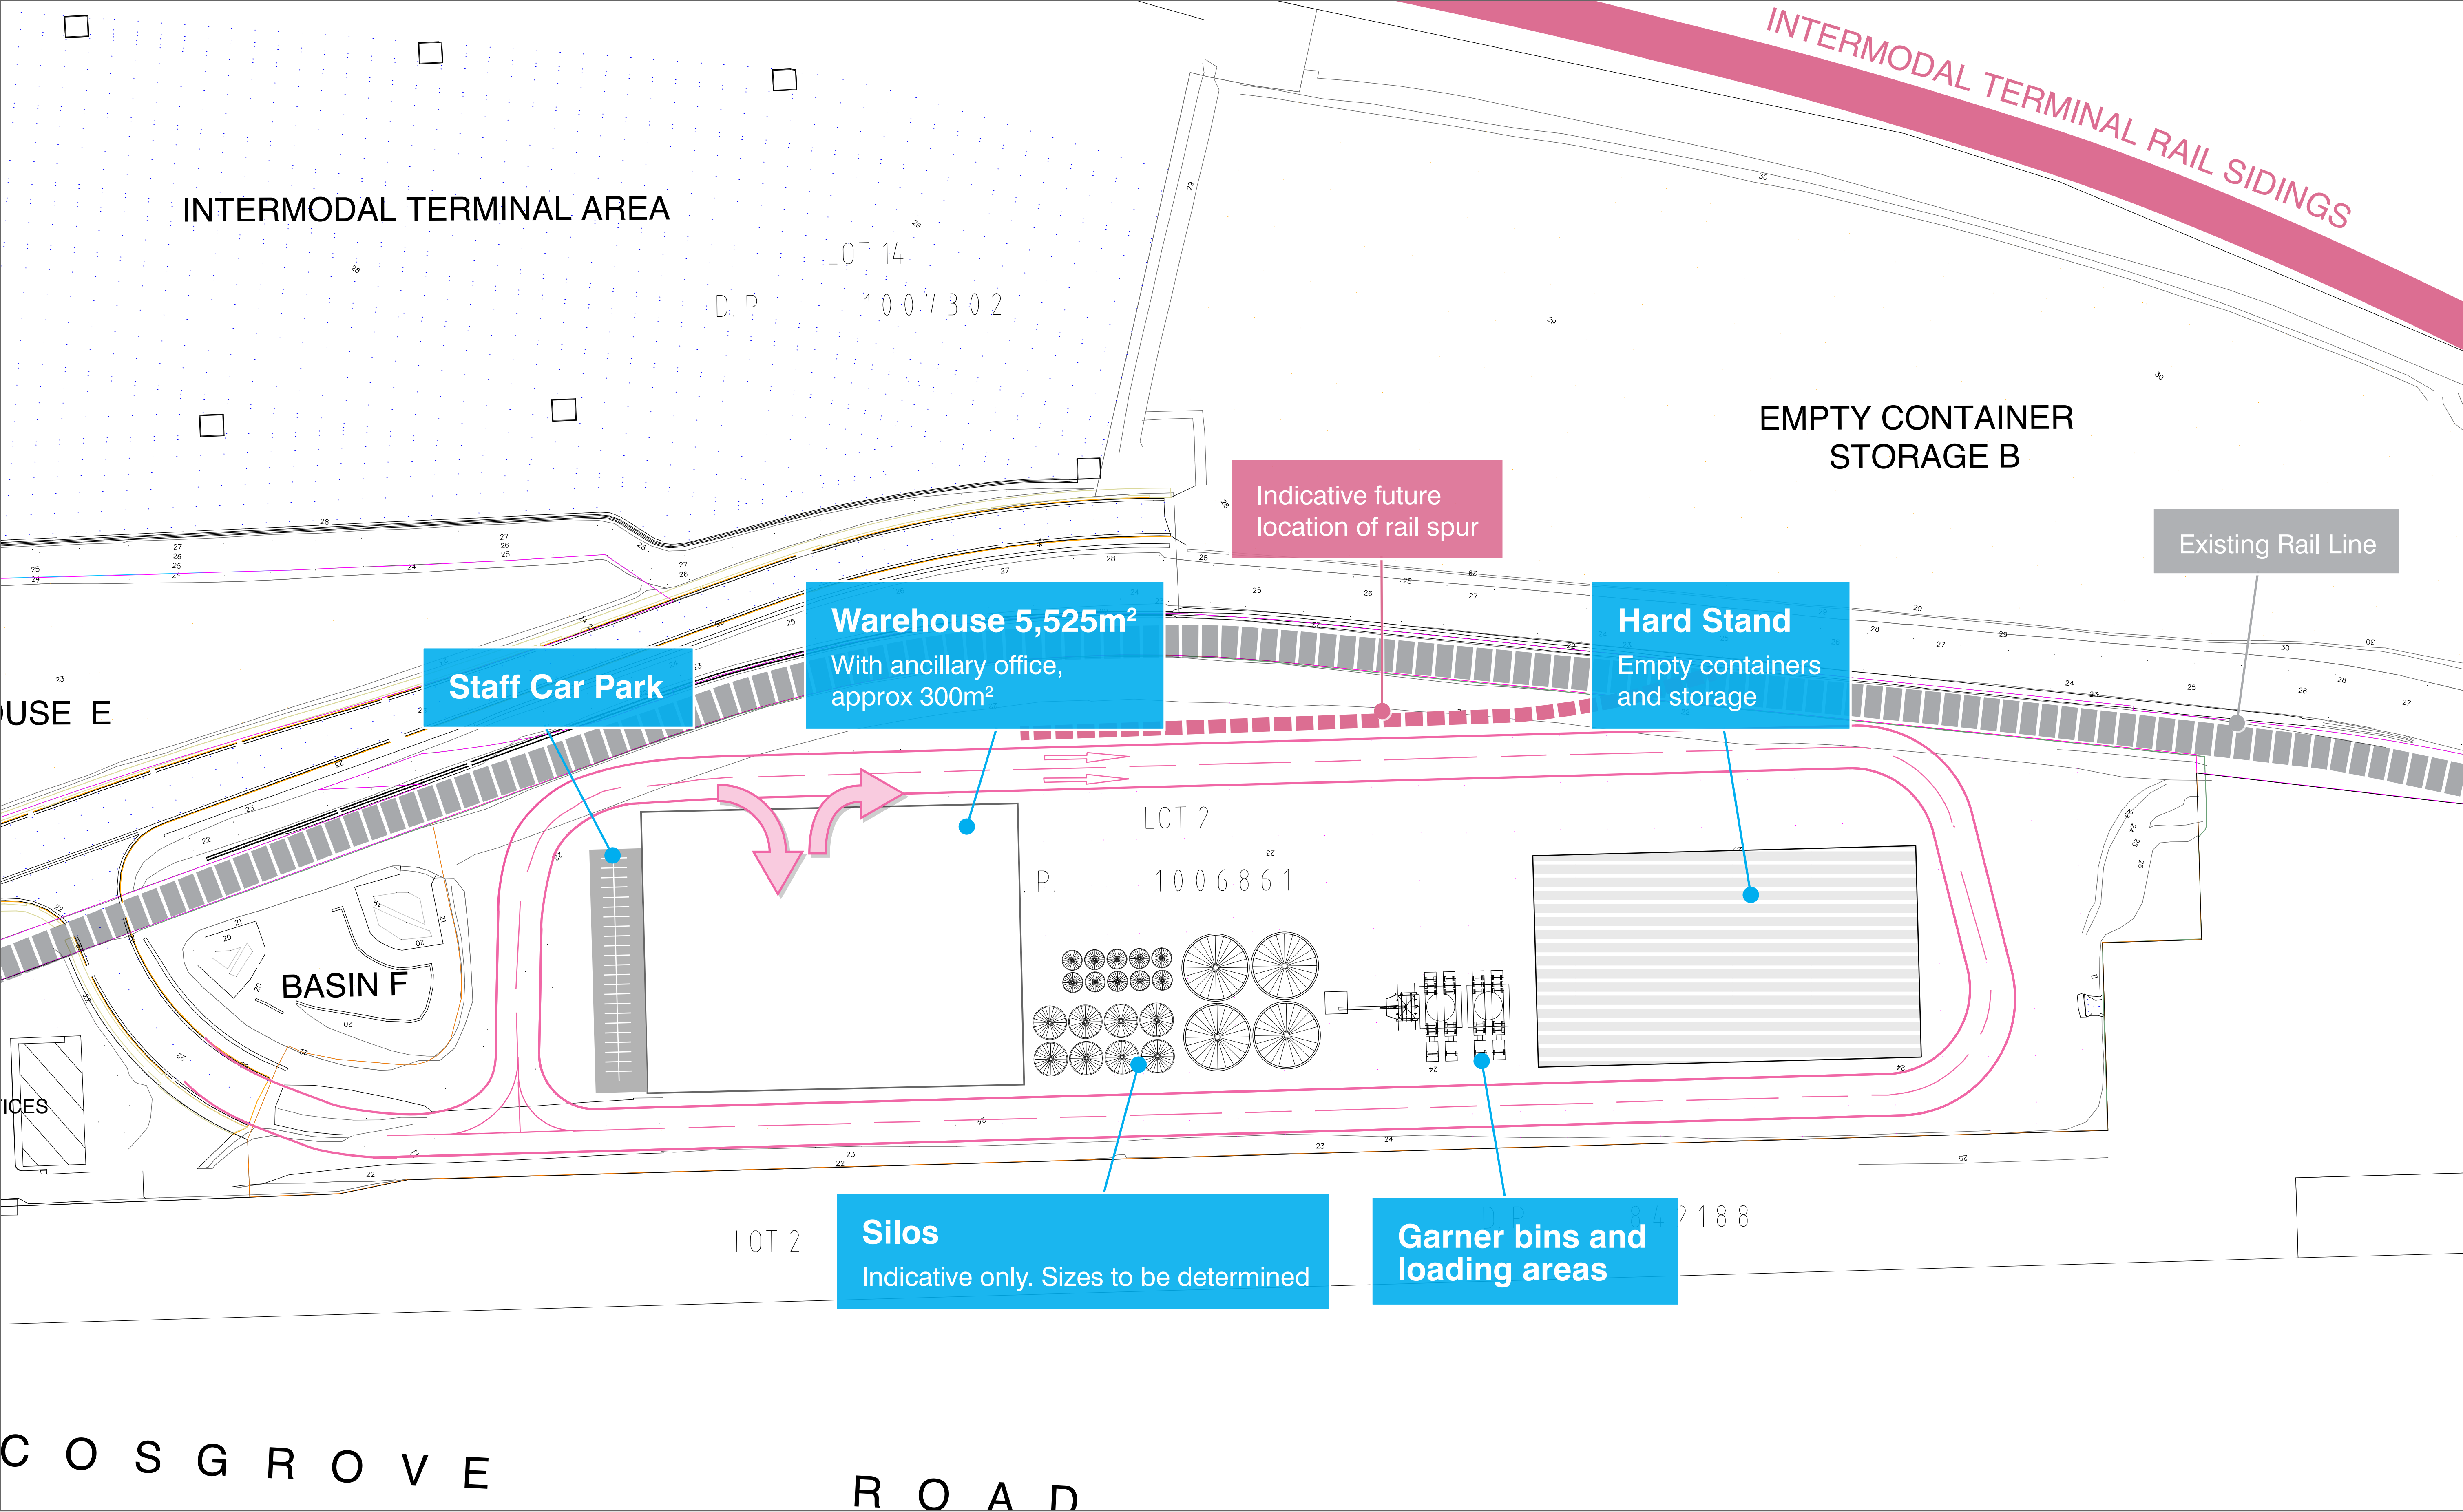 INTERMODAL TERMINAL RAIL SIDINGS
INTERMODAL TERMINAL AREA
LOT 14
D.P. 1007302
EMPTY CONTAINER
STORAGE B
Indicative future
location of rail spur
Existing Rail Line
Warehouse 5,525m²
With ancillary office,
approx 300m²
Hard Stand
Empty containers
and storage
Staff Car Park
USE E
LOT 2
.P. 1006861
BASIN F
ICES
LOT 2
Silos
Indicative only. Sizes to be determined
D.P. 842188
Garner bins and
loading areas
COSGROVE ROAD